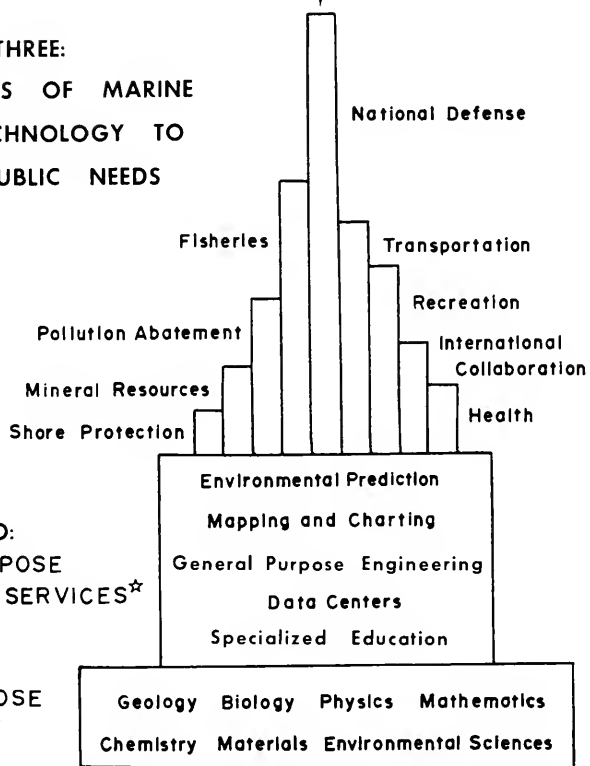 THREE:
S OF MARINE
CHNOLOGY TO
UBLIC NEEDS
National Defense
Fisheries
Transportation
Recreation
Pollution Abatement
International
Collaboration
Mineral Resources
Health
Shore Protection
Environmental Prediction
Mapping and Charting
General Purpose Engineering
Data Centers
Specialized Education
O:
POSE
SERVICES☆
OSE
Geology Biology Physics Mathematics
Chemistry Materials Environmental Sciences